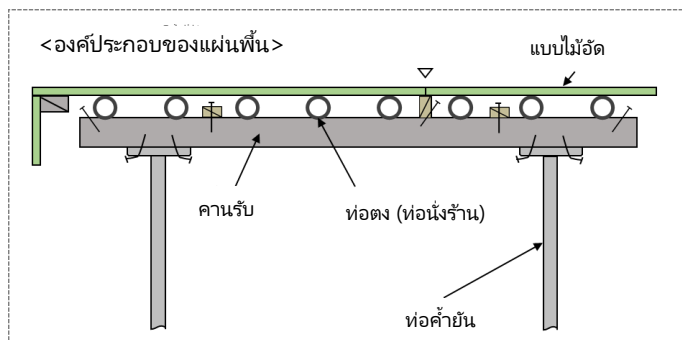 <องค์ประกอบของแผ่นพื้น>
แบบไม้อัด
คานรับ
ท่อตง (ท่อนั่งร้าน)
ท่อค้ำยัน